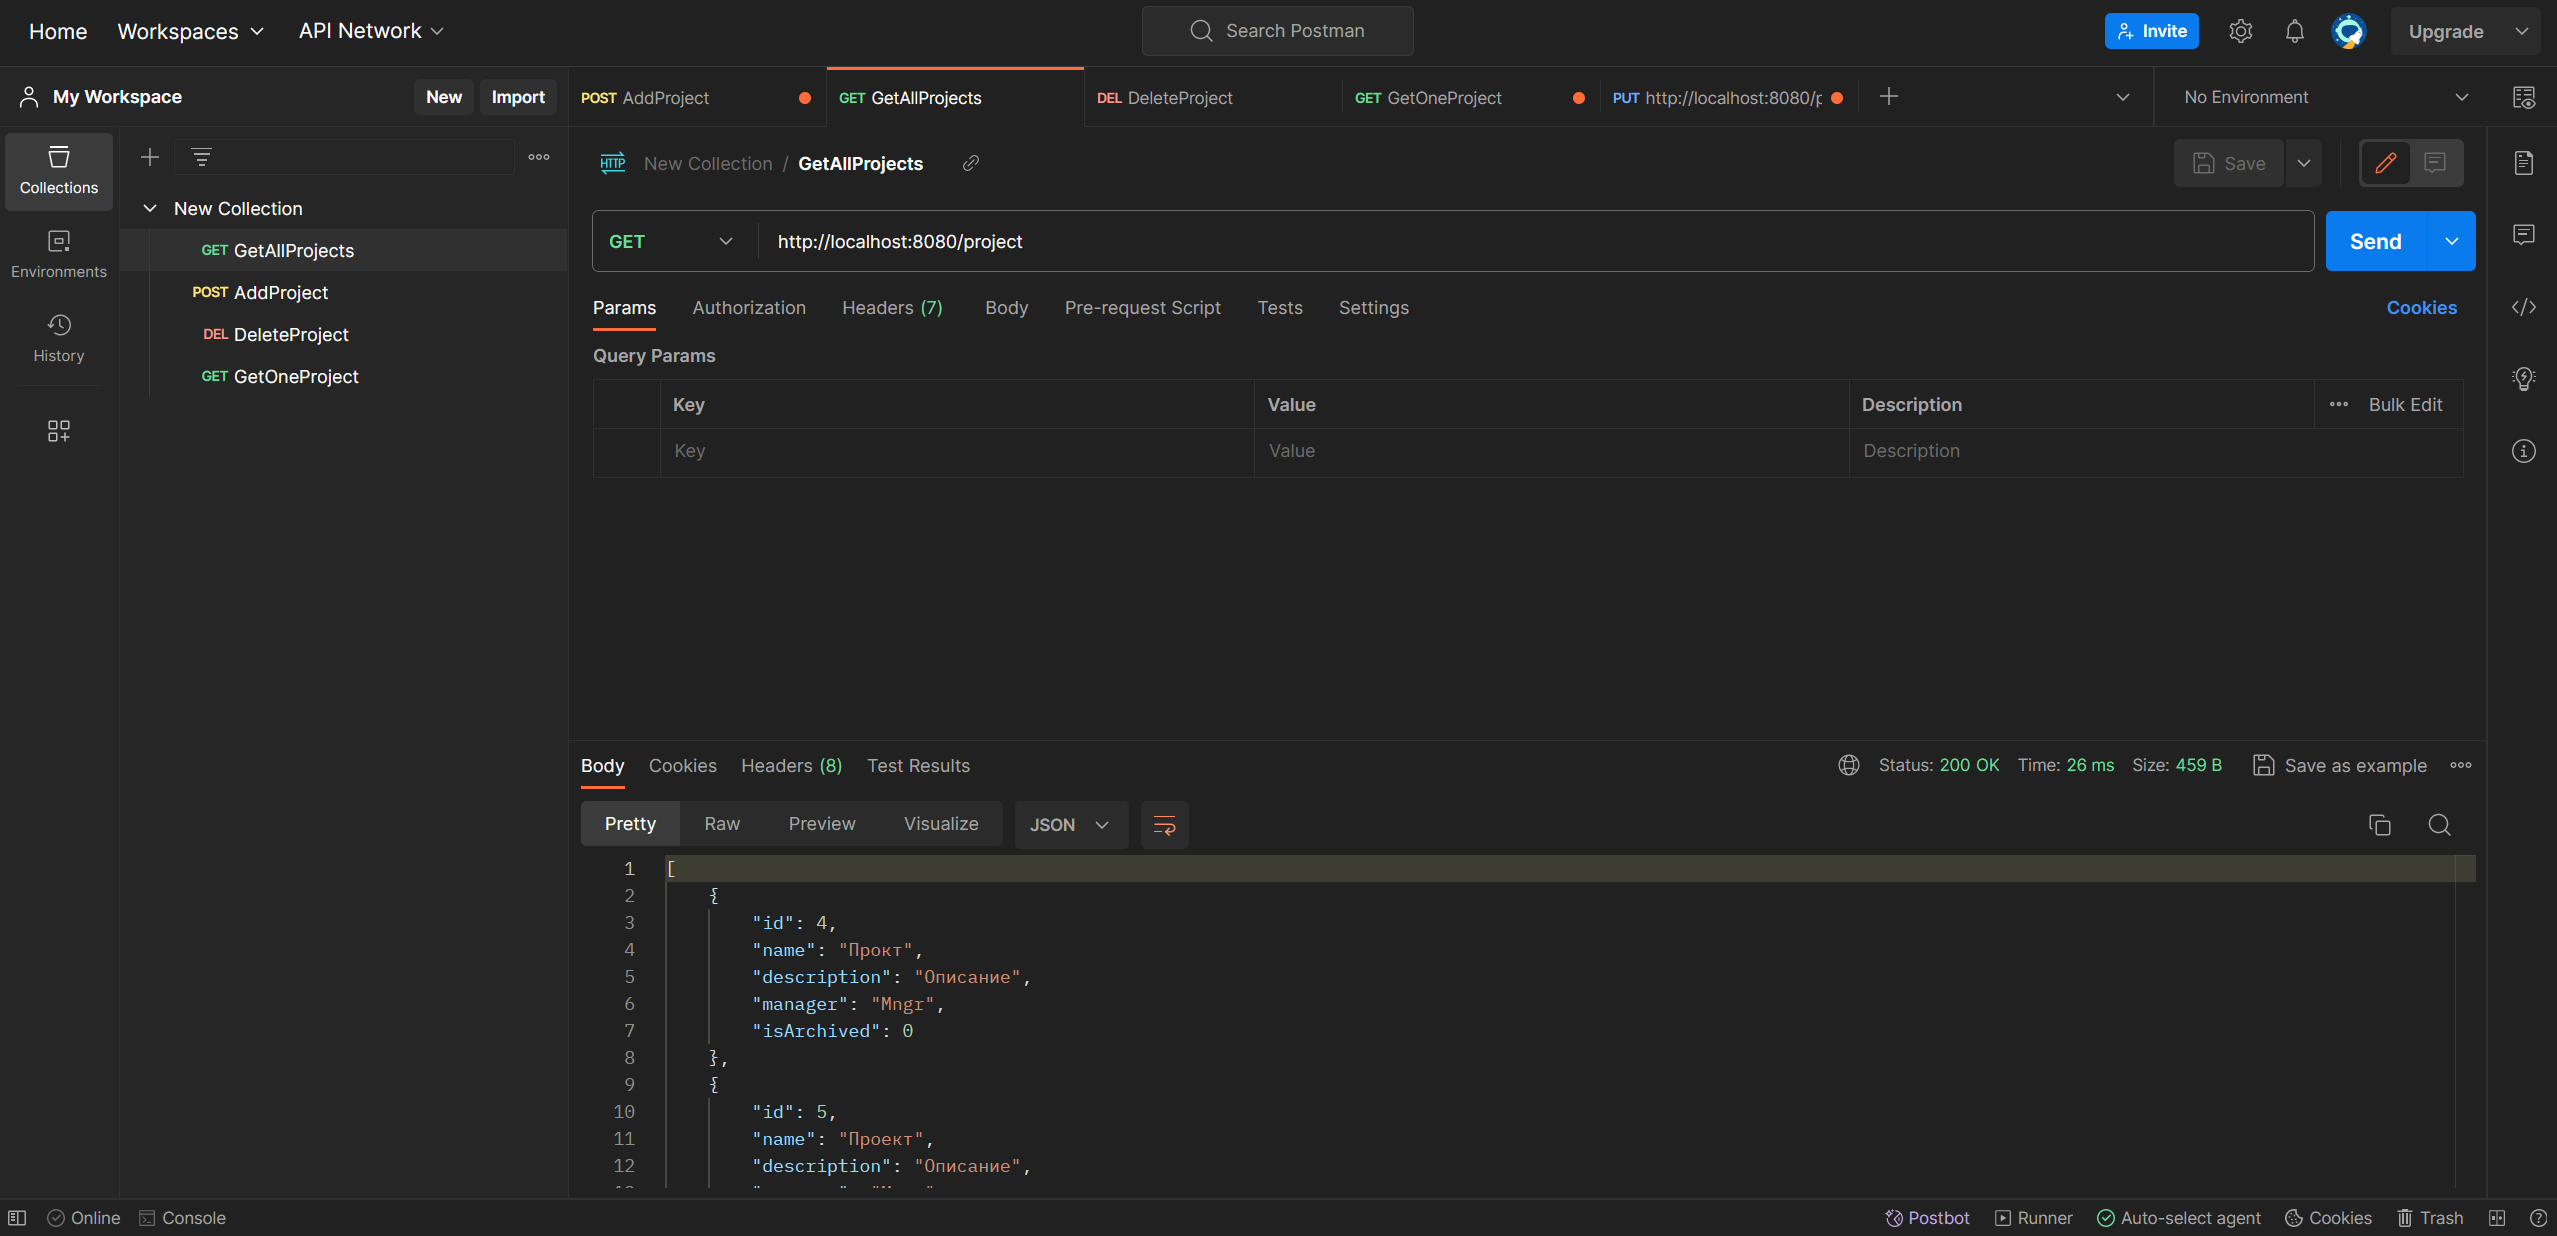 Home Workspaces API Network Search Postman Invite Upgrade
My Workspace New Import POST AddProject GET GetAllProjects DEL DeleteProject GET GetOneProject PUT http://localhost:8080/p No Environment
Collections
Environments
History
New Collection
GET GetAllProjects
POST AddProject
DEL DeleteProject
GET GetOneProject
HTTP New Collection / GetAllProjects Save
GET http://localhost:8080/project Send
Params Authorization Headers (7) Body Pre-request Script Tests Settings Cookies
Query Params
Key Value Description Bulk Edit
Key Value Description
Body Cookies Headers (8) Test Results Status: 200 OK Time: 26 ms Size: 459 B Save as example
Pretty Raw Preview Visualize JSON
1 [
2 {
3 "id": 4,
4 "name": "Прокт",
5 "description": "Описание",
6 "manager": "Mngr",
7 "isArchived": 0
8 },
9 {
10 "id": 5,
11 "name": "Проект",
12 "description": "Описание",
Online Console Postbot Runner Auto-select agent Cookies Trash